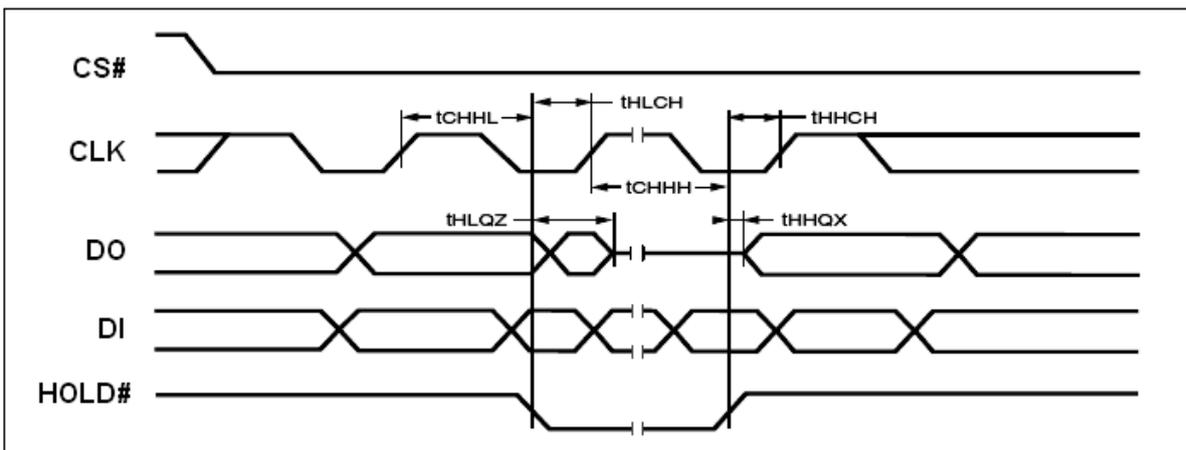 CS#
tHLCH
tCHHL
tHHCH
CLK
tCHHH
tHLQZ
tHHQX
DO
DI
HOLD#